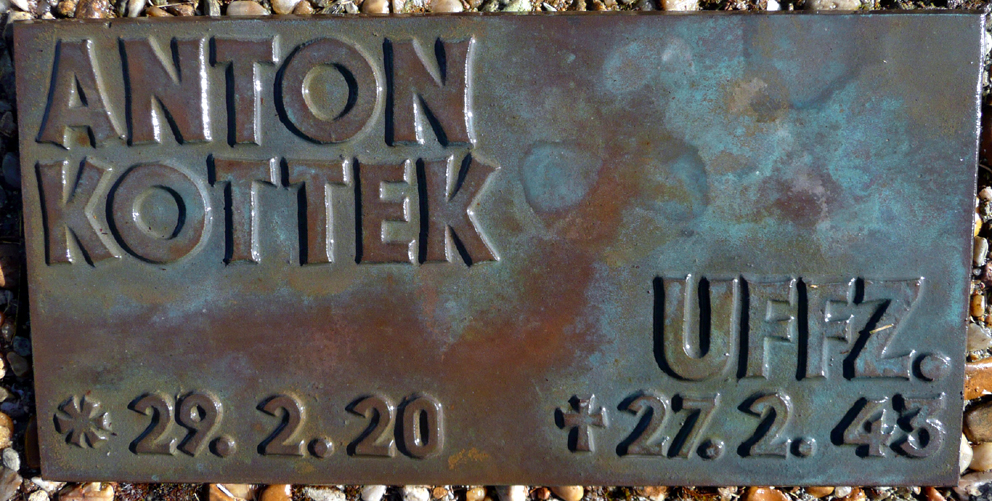 ANTON
KOTTEK
UFFZ.
* 29. 2. 20 † 27. 2. 43